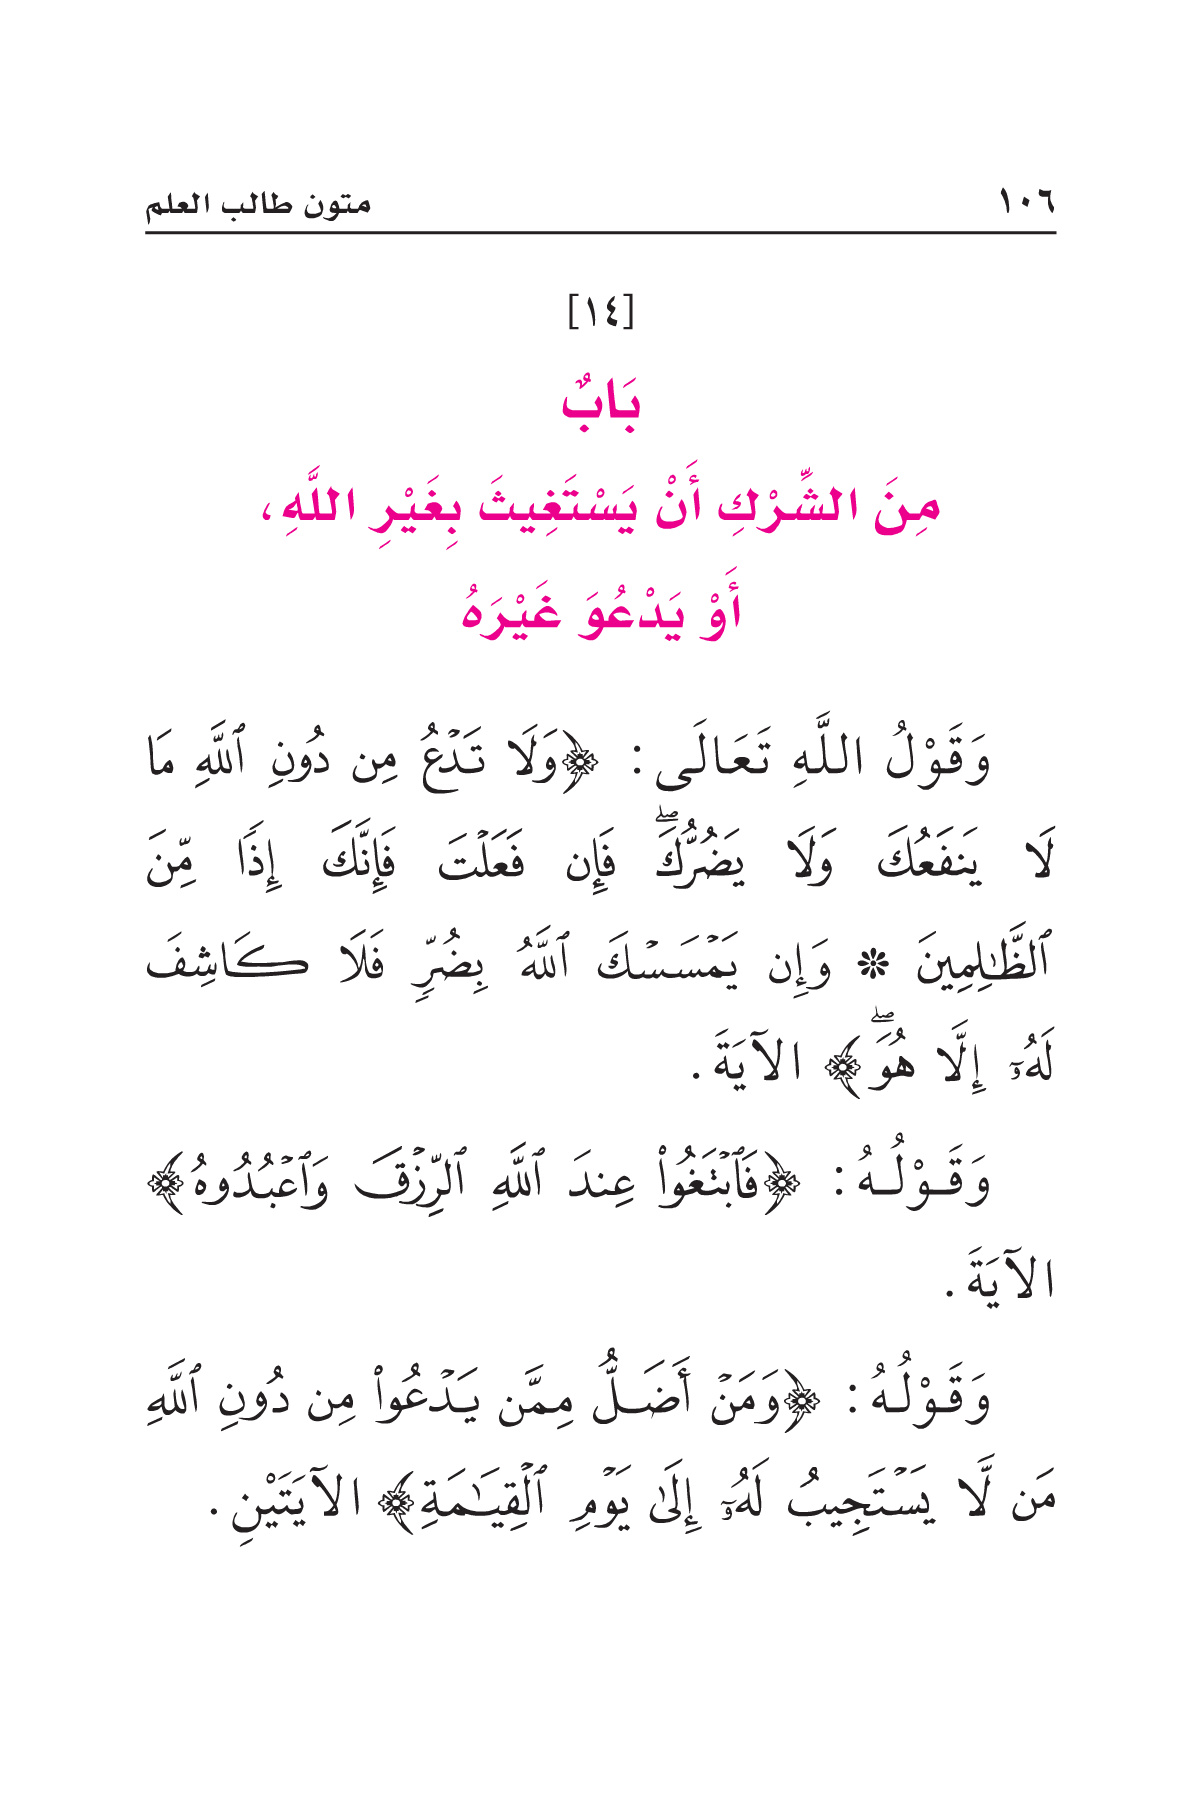 ١٠٦ متون طالب العلم
[١٤]
بَابٌ
مِنَ الشِّرْكِ أَنْ يَسْتَغِيثَ بِغَيْرِ اللَّهِ،
أَوْ يَدْعُوَ غَيْرَهُ
وَقَوْلُ اللَّهِ تَعَالَى: ﴿وَلَا تَدۡعُ مِن دُونِ ٱللَّهِ مَا
لَا يَنفَعُكَ وَلَا يَضُرُّكَۖ فَإِن فَعَلۡتَ فَإِنَّكَ إِذًا مِّنَ
ٱلظَّـٰلِمِينَ * وَإِن يَمۡسَسۡكَ ٱللَّهُ بِضُرٍّ فَلَا كَاشِفَ
لَهُۥٓ إِلَّا هُوَۖ﴾ الآيَةَ.
وَقَوْلُهُ: ﴿فَٱبۡتَغُوا۟ عِندَ ٱللَّهِ ٱلرِّزۡقَ وَٱعۡبُدُوهُ﴾
الآيَةَ.
وَقَوْلُهُ: ﴿وَمَنۡ أَضَلُّ مِمَّن يَدۡعُوا۟ مِن دُونِ ٱللَّهِ
مَن لَّا يَسۡتَجِيبُ لَهُۥٓ إِلَىٰ يَوۡمِ ٱلۡقِيَـٰمَةِ﴾ الآيَتَيْنِ.